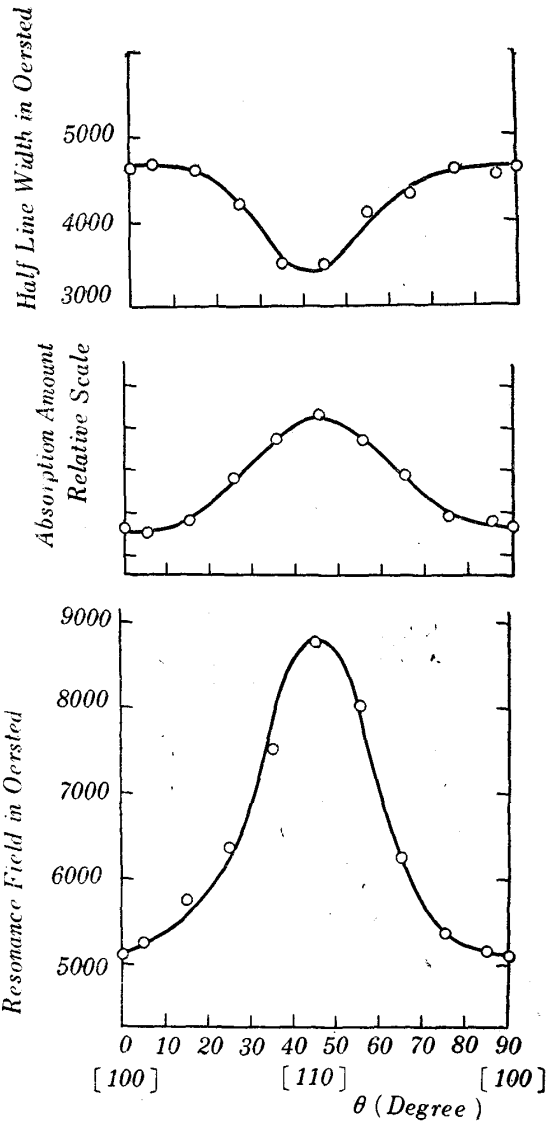 Half Line Width in Oersted
5000
4000
3000
Absorption Amount
Relative Scale
Resonance Field in Oersted
9000
8000
7000
6000
5000
0 10 20 30 40 50 60 70 80 90
[100] [110] [100]
θ (Degree)